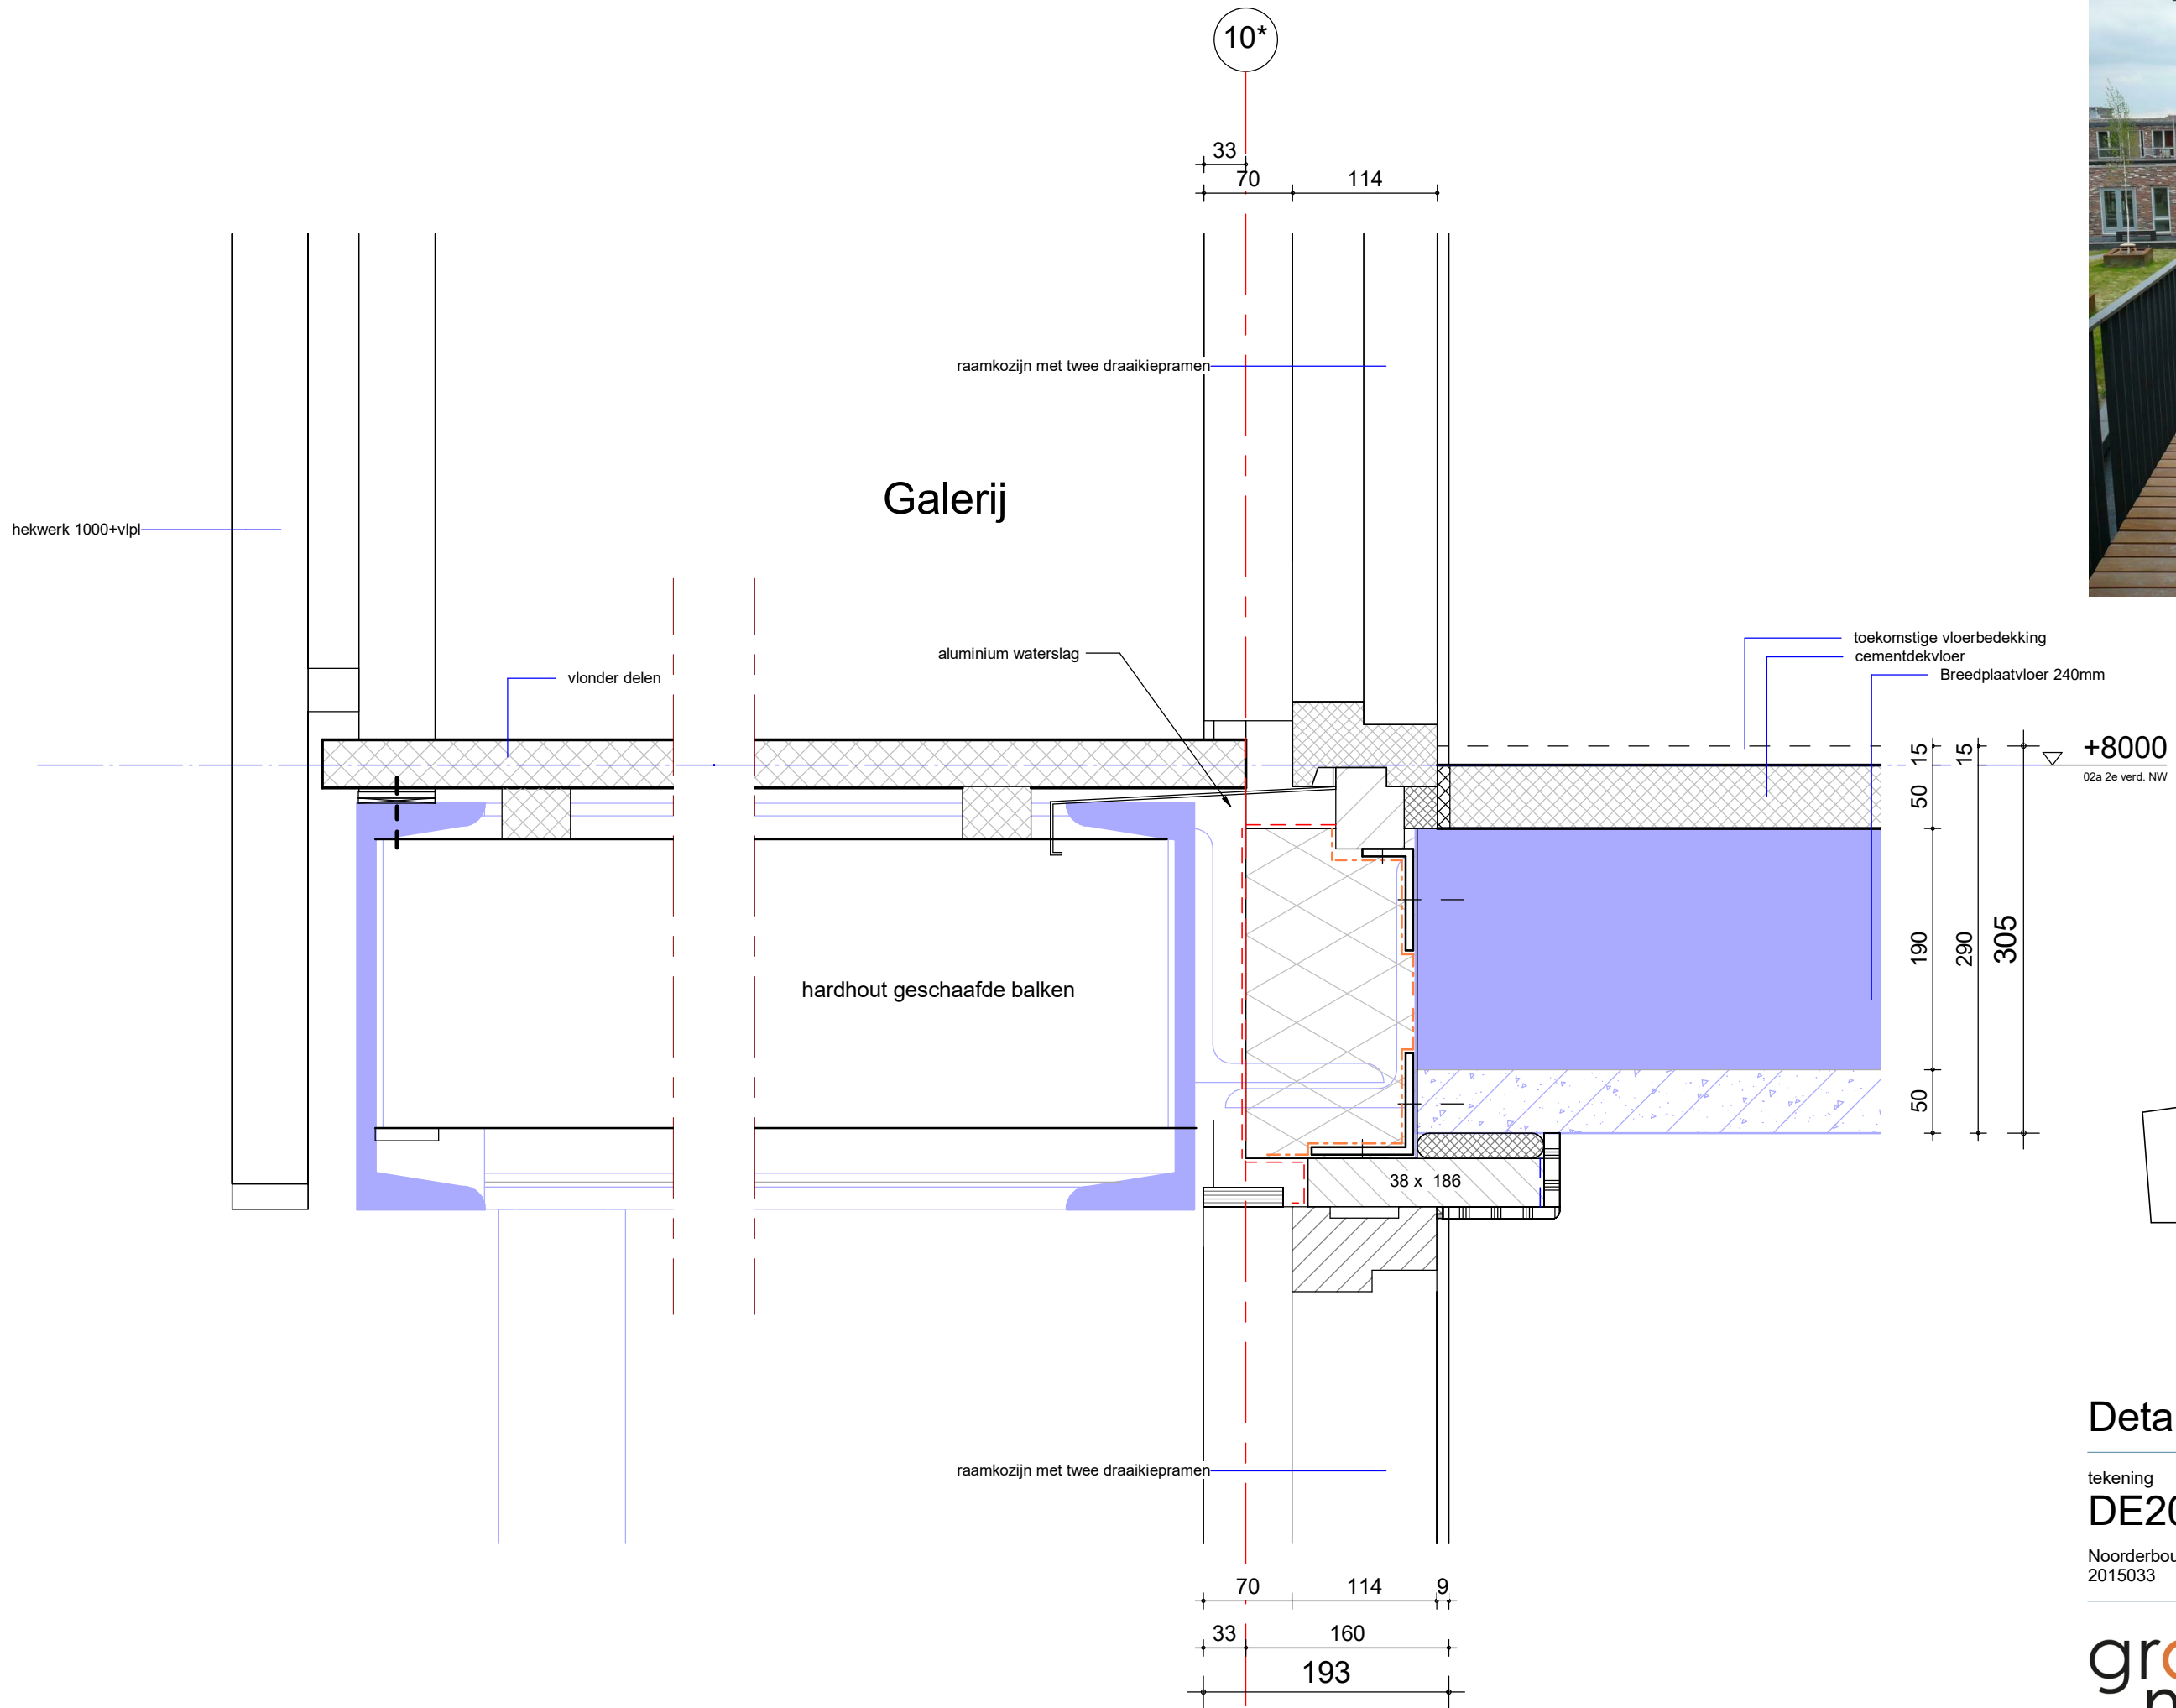 10*
33
70
114
raamkozijn met twee draaikiepramen
Galerij
hekwerk 1000+vlpl
aluminium waterslag
vlonder delen
toekomstige vloerbedekking
cementdekvloer
Breedplaatvloer 240mm
15
15
+8000
02a 2e verd. NW
50
190
290
305
50
hardhout geschaafde balken
38 x 186
raamkozijn met twee draaikiepramen
tekening
2015033
70
114
9
33
160
193